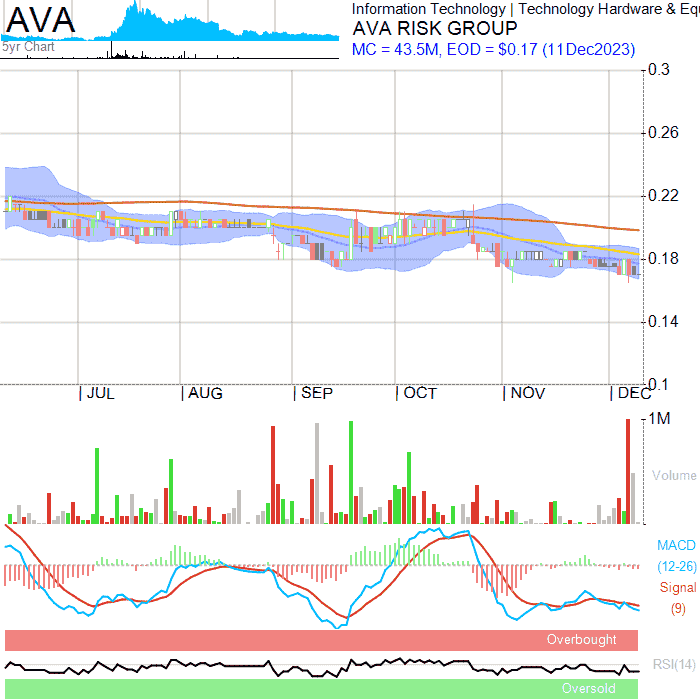 AVA
5yr Chart
Information Technology | Technology Hardware & Equ
AVA RISK GROUP
MC = 43.5M, EOD = $0.17 (11Dec2023)
0.3
0.26
0.22
0.18
0.14
0.1
| JUL | AUG | SEP | OCT | NOV | DEC
1M
Volume
MACD
(12-26)
Signal
(9)
Overbought
RSI(14)
Oversold